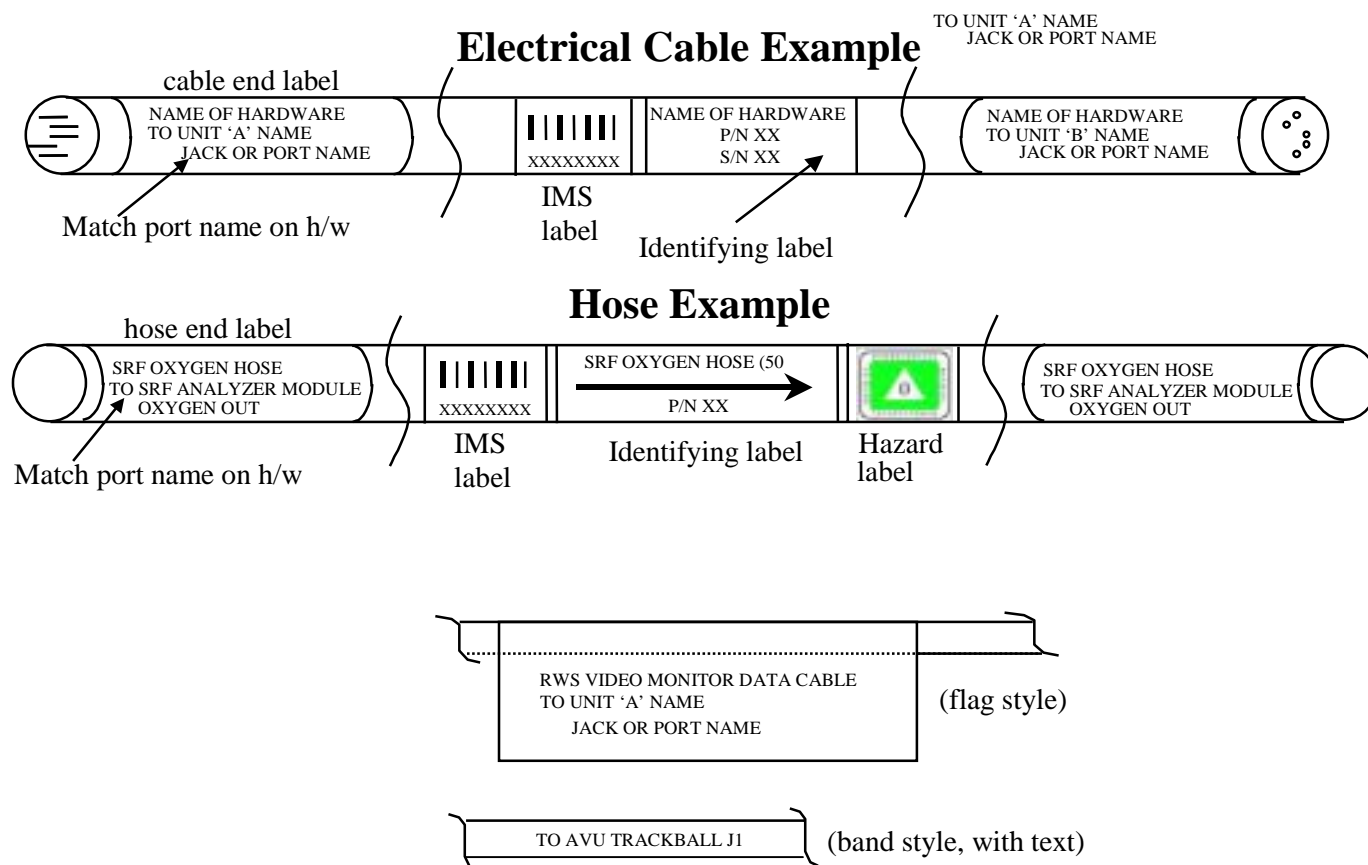 TO UNIT ‘A’ NAME
JACK OR PORT NAME
Electrical Cable Example
cable end label
NAME OF HARDWARE
TO UNIT ‘A’ NAME
JACK OR PORT NAME
XXXXXXXX
NAME OF HARDWARE
P/N XX
S/N XX
NAME OF HARDWARE
TO UNIT ‘B’ NAME
JACK OR PORT NAME
Match port name on h/w
IMS
label
Identifying label
Hose Example
hose end label
SRF OXYGEN HOSE
TO SRF ANALYZER MODULE
OXYGEN OUT
XXXXXXXX
SRF OXYGEN HOSE (50
P/N XX
0
SRF OXYGEN HOSE
TO SRF ANALYZER MODULE
OXYGEN OUT
Match port name on h/w
IMS
label
Identifying label
Hazard
label
RWS VIDEO MONITOR DATA CABLE
TO UNIT ‘A’ NAME
JACK OR PORT NAME
(flag style)
TO AVU TRACKBALL J1
(band style, with text)